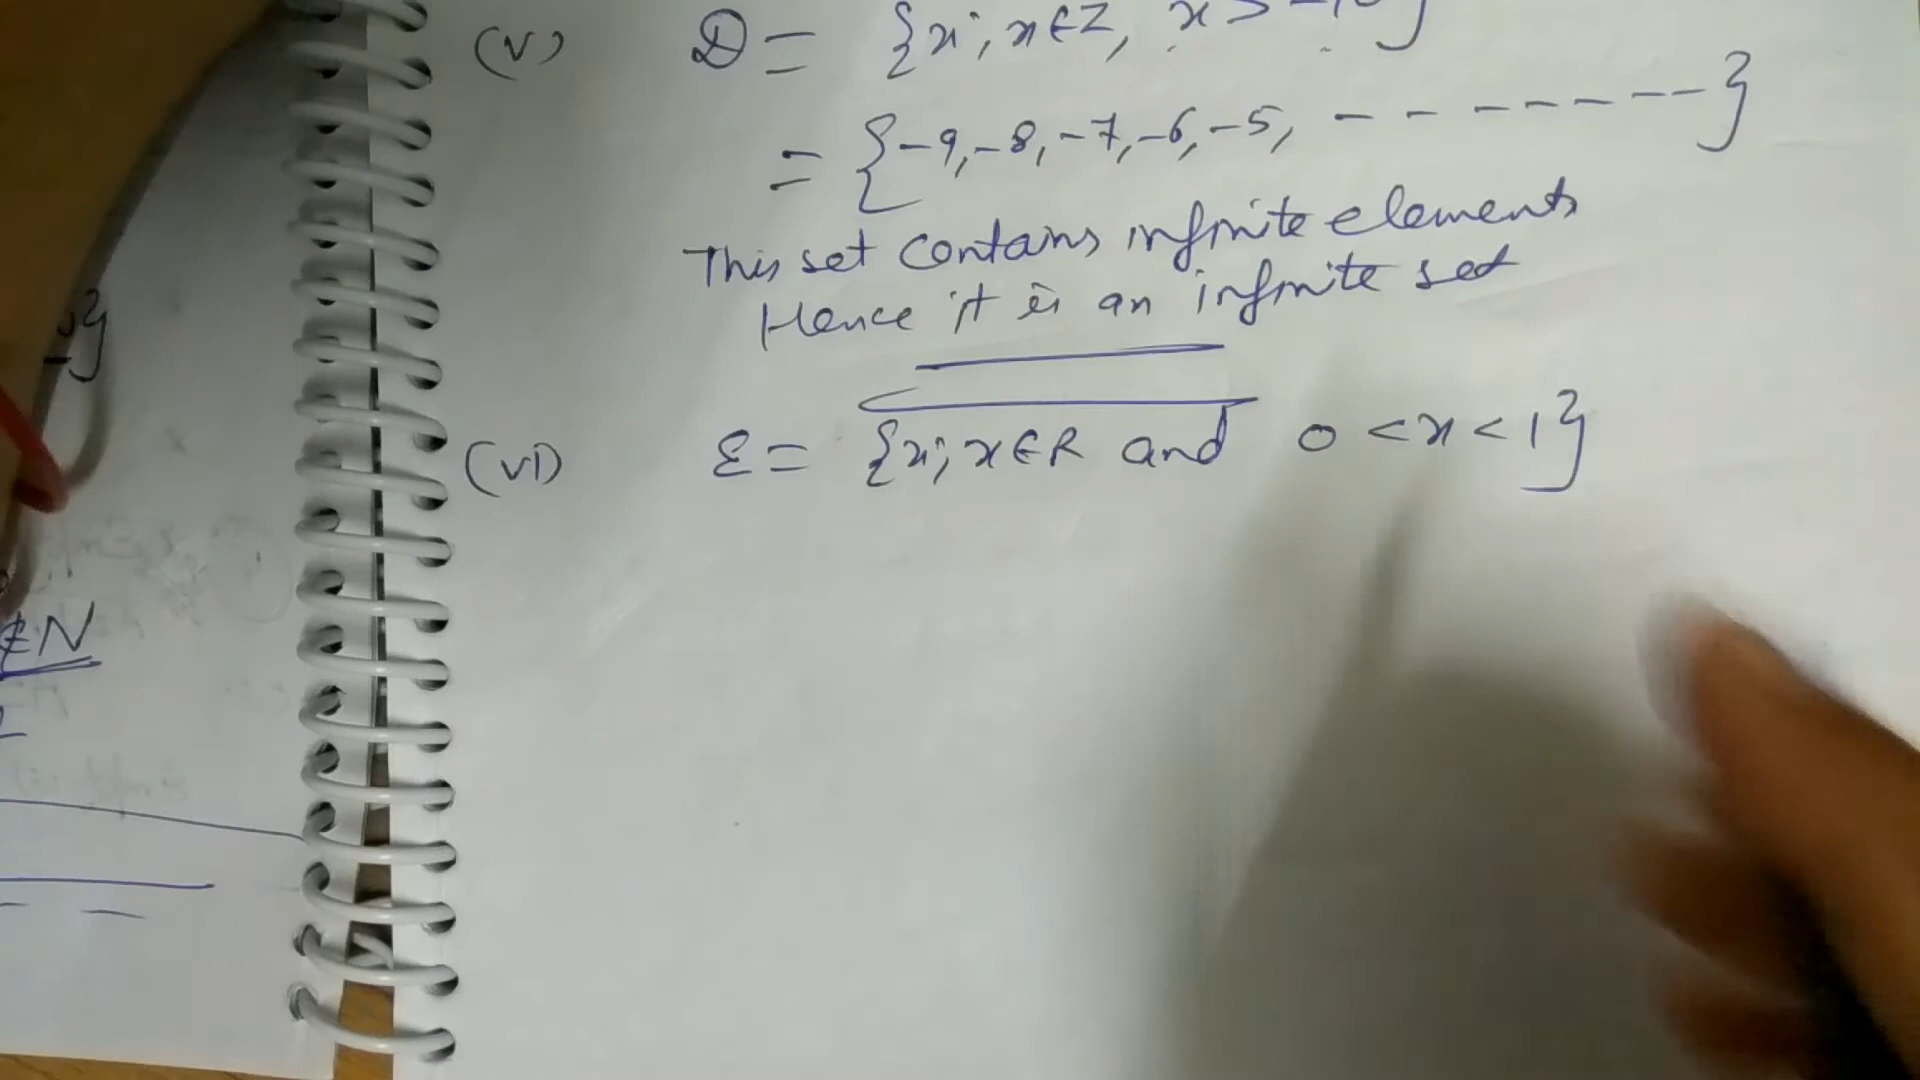 (V) D = {x; x∈Z, x > -10}
= {-9, -8, -7, -6, -5, - - - - - - - -}
This set contains infinite elements
Hence it is an infinite set
(VI) E = {x; x∈R and 0 < x < 1}
∈N